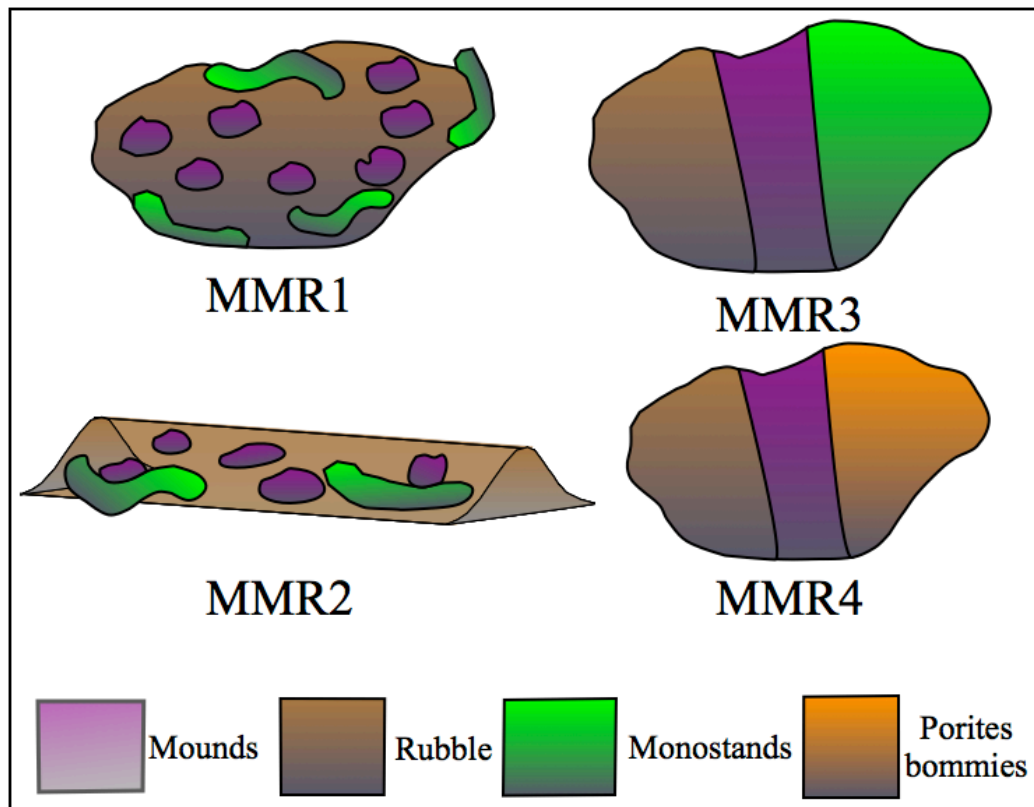 MMR1
MMR3
MMR2
MMR4
Mounds
Rubble
Monostands
Porites
bommies